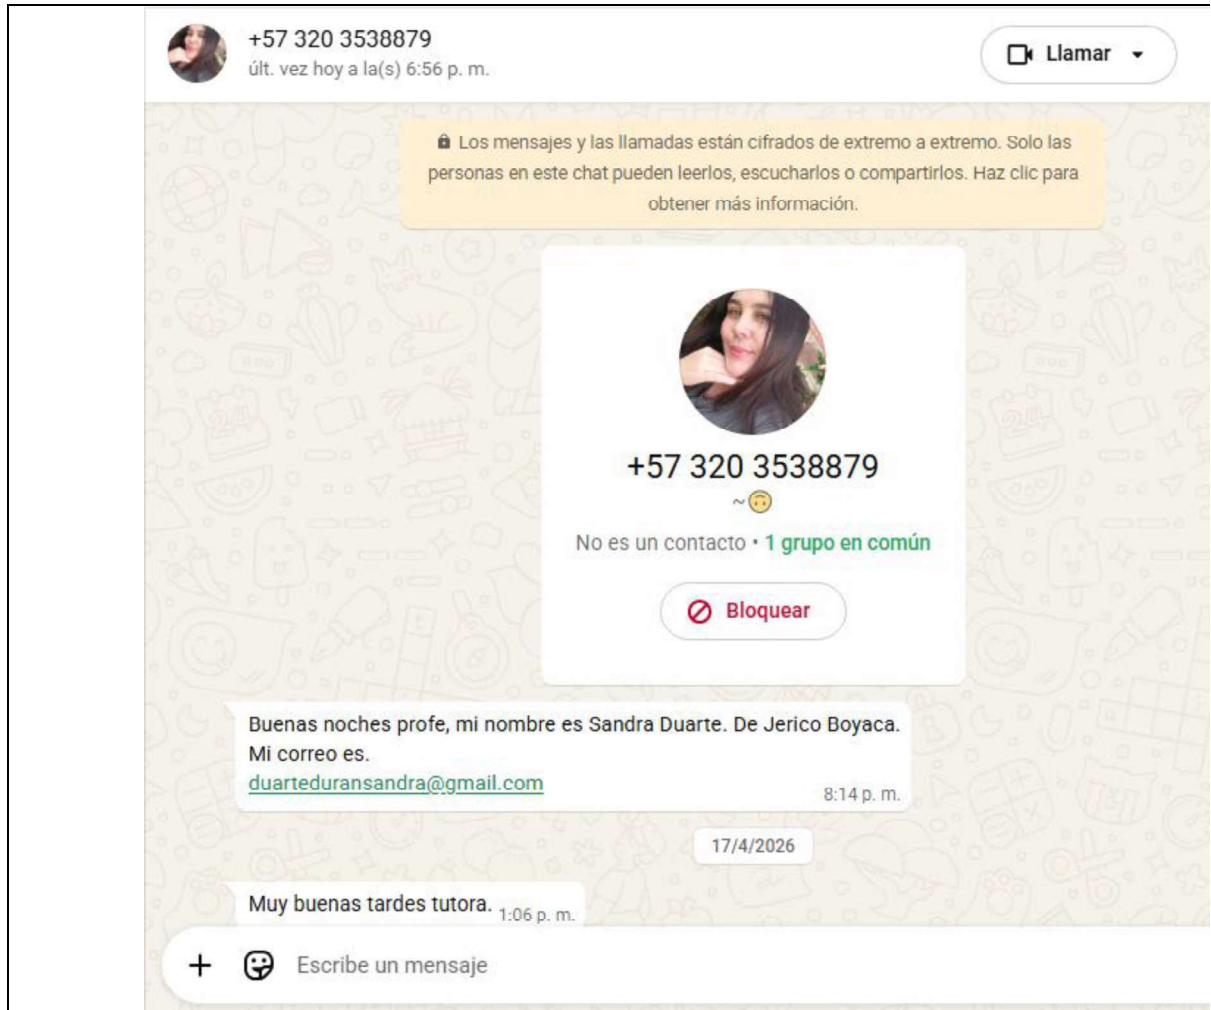 +57 320 3538879
últ. vez hoy a la(s) 6:56 p. m.
Llamar
Los mensajes y las llamadas están cifrados de extremo a extremo. Solo las
personas en este chat pueden leerlos, escucharlos o compartirlos. Haz clic para
obtener más información.
+57 320 3538879
~🙃
No es un contacto • 1 grupo en común
Bloquear
Buenas noches profe, mi nombre es Sandra Duarte. De Jerico Boyaca.
Mi correo es.
duarteduransandra@gmail.com
8:14 p. m.
17/4/2026
Muy buenas tardes tutora. 1:06 p. m.
Escribe un mensaje